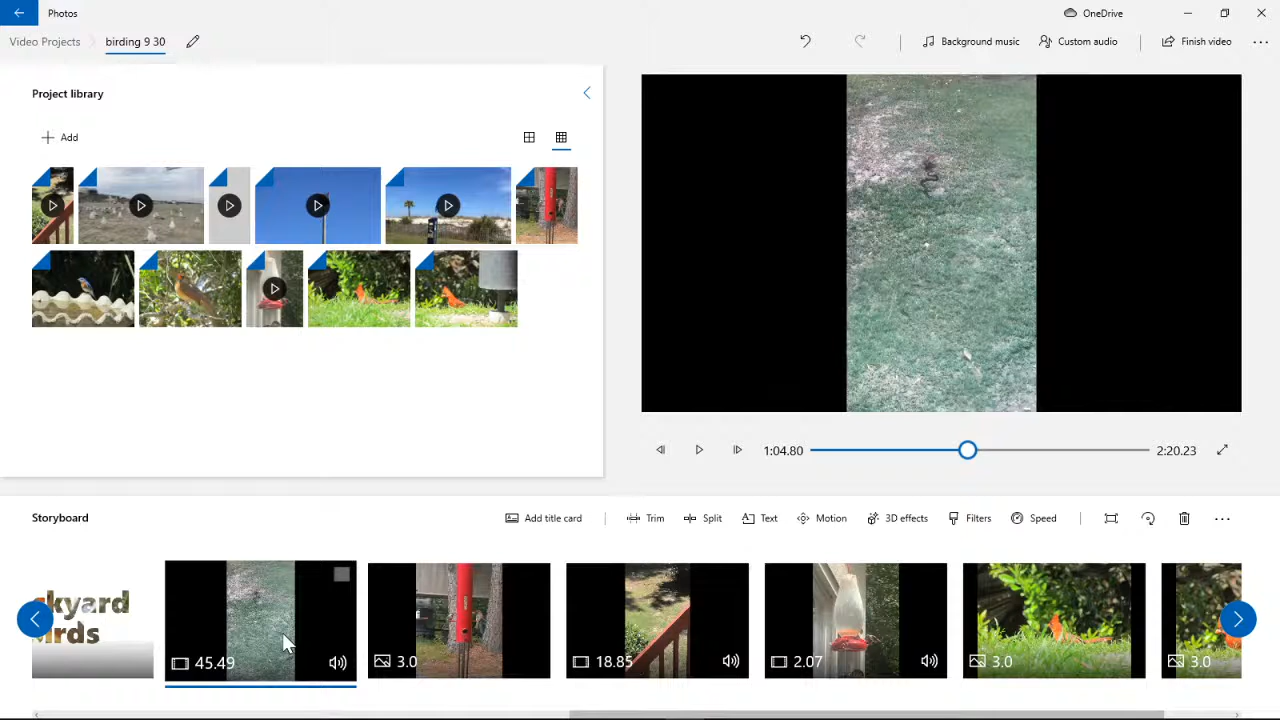 Photos
OneDrive
Video Projects
birding 9 30
Background music
Custom audio
Finish video
Project library
Add
1:04.80
2:20.23
Storyboard
Add title card
Trim
Split
Text
Motion
3D effects
Filters
Speed
kyard
irds
45.49
3.0
18.85
2.07
3.0
3.0